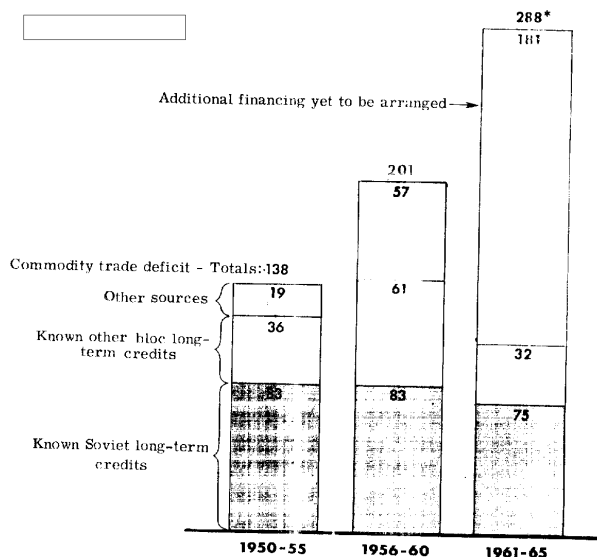 288*
181
Additional financing yet to be arranged
201
57
Commodity trade deficit - Totals: 138
19
61
Other sources
36
Known other bloc long-
term credits
32
83
83
75
Known Soviet long-term
credits
1950-55
1956-60
1961-65